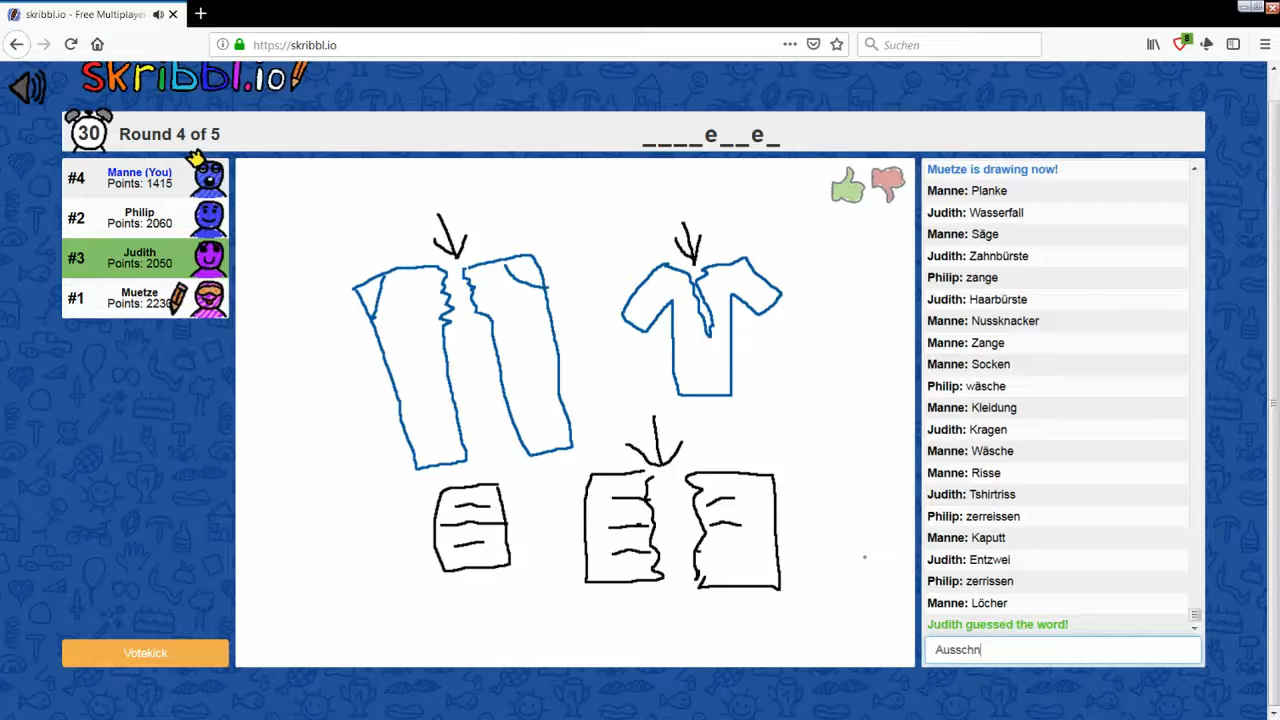 skribbl.io - Free Multiplayer
https://skribbl.io
Suchen
8
skribbl.io!
30
Round 4 of 5
____e__e_
#4 Manne (You)
Points: 1415
#2 Philip
Points: 2060
#3 Judith
Points: 2050
#1 Muetze
Points: 2230
Votekick
Muetze is drawing now!
Manne: Planke
Judith: Wasserfall
Manne: Säge
Judith: Zahnbürste
Philip: zange
Judith: Haarbürste
Manne: Nussknacker
Manne: Zange
Manne: Socken
Philip: wäsche
Manne: Kleidung
Judith: Kragen
Manne: Wäsche
Manne: Risse
Judith: Tshirtriss
Philip: zerreissen
Manne: Kaputt
Judith: Entzwei
Philip: zerrissen
Manne: Löcher
Judith guessed the word!
Ausschn